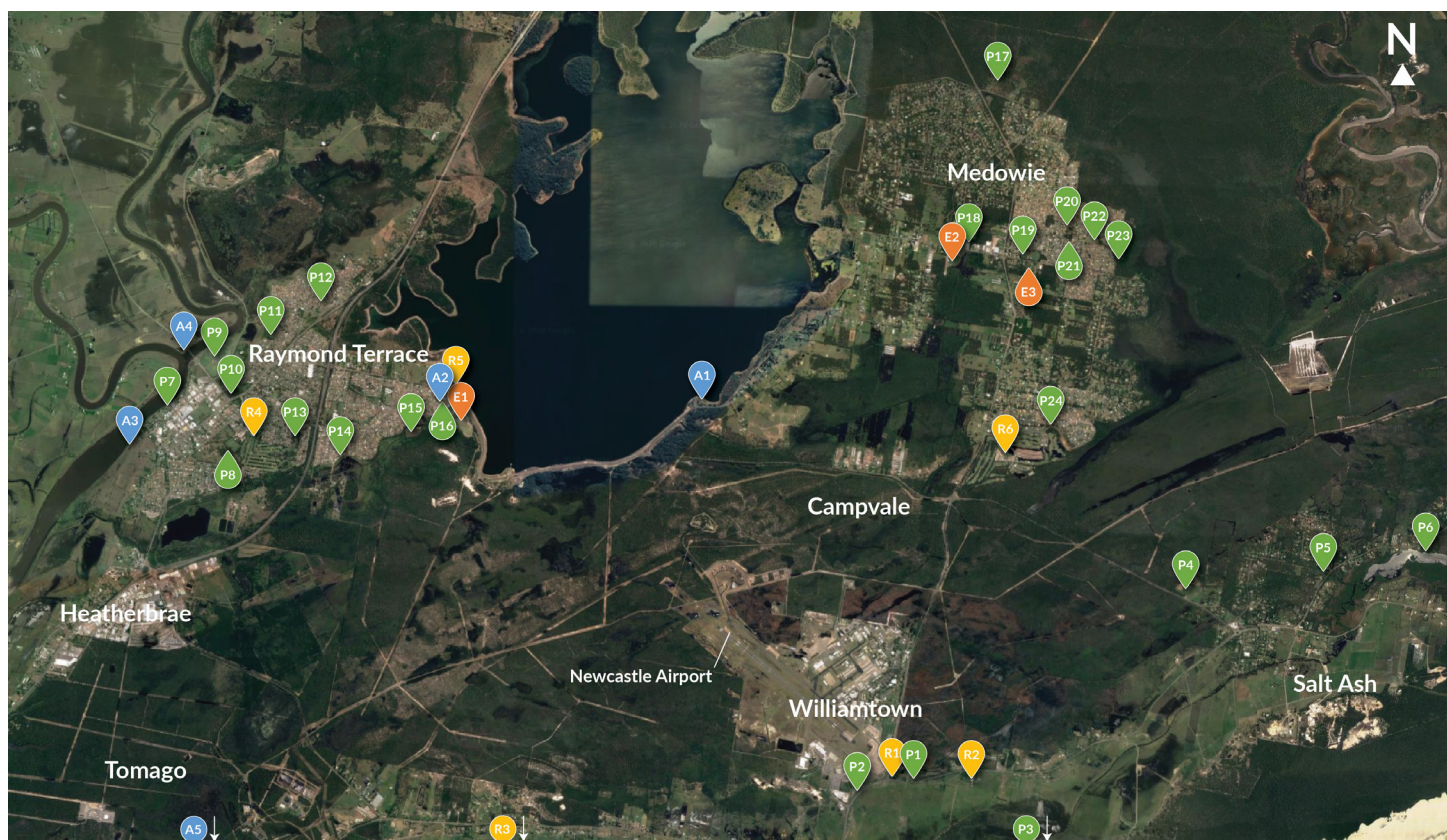 N
P17
Medowie
P20
P18
P22
P19
P23
E2
P21
P12
E3
P11
A4
P9
Raymond Terrace
R5
P10
A2
A1
P7
E1
P15
P24
R4
P13
A3
P16
P14
R6
P8
Campvale
P6
P5
P4
Heatherbrae
Newcastle Airport
Salt Ash
Williamtown
R1
P1
R2
P2
Tomago
A5
R3
P3